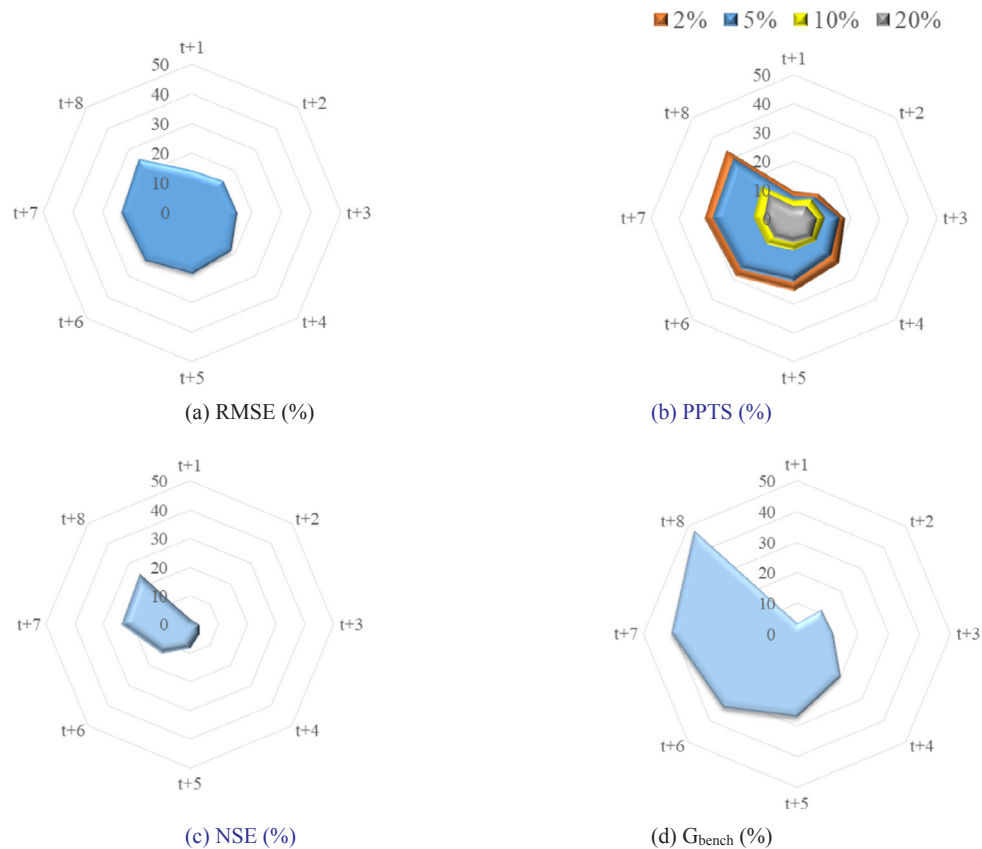 2% 5% 10% 20%
t+1
50
t+8
40
t+2
30
20
10
t+7
0
t+3
t+6
t+4
t+5
(a) RMSE (%)
t+1
50
t+8
40
t+2
30
20
10
t+7
0
t+3
t+6
t+4
t+5
(b) PPTS (%)
t+1
50
t+8
40
t+2
30
20
10
t+7
0
t+3
t+6
t+4
t+5
(c) NSE (%)
t+1
50
t+8
40
t+2
30
20
10
t+7
0
t+3
t+6
t+4
t+5
(d) Gbench (%)